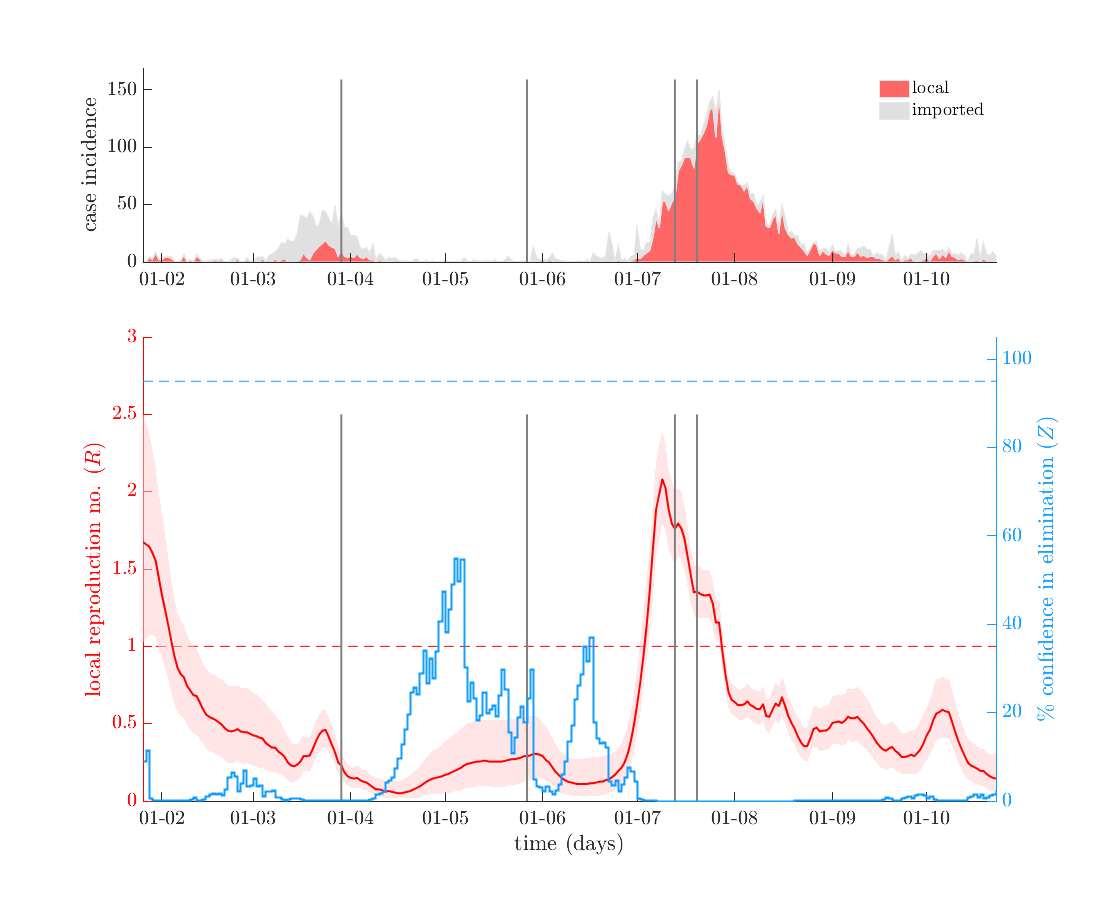 case incidence
150
100
50
0
local
imported
01-02 01-03 01-04 01-05 01-06 01-07 01-08 01-09 01-10
local reproduction no. (R)
3
2.5
2
1.5
1
0.5
0
% confidence in elimination (Z)
100
80
60
40
20
0
01-02 01-03 01-04 01-05 01-06 01-07 01-08 01-09 01-10
time (days)